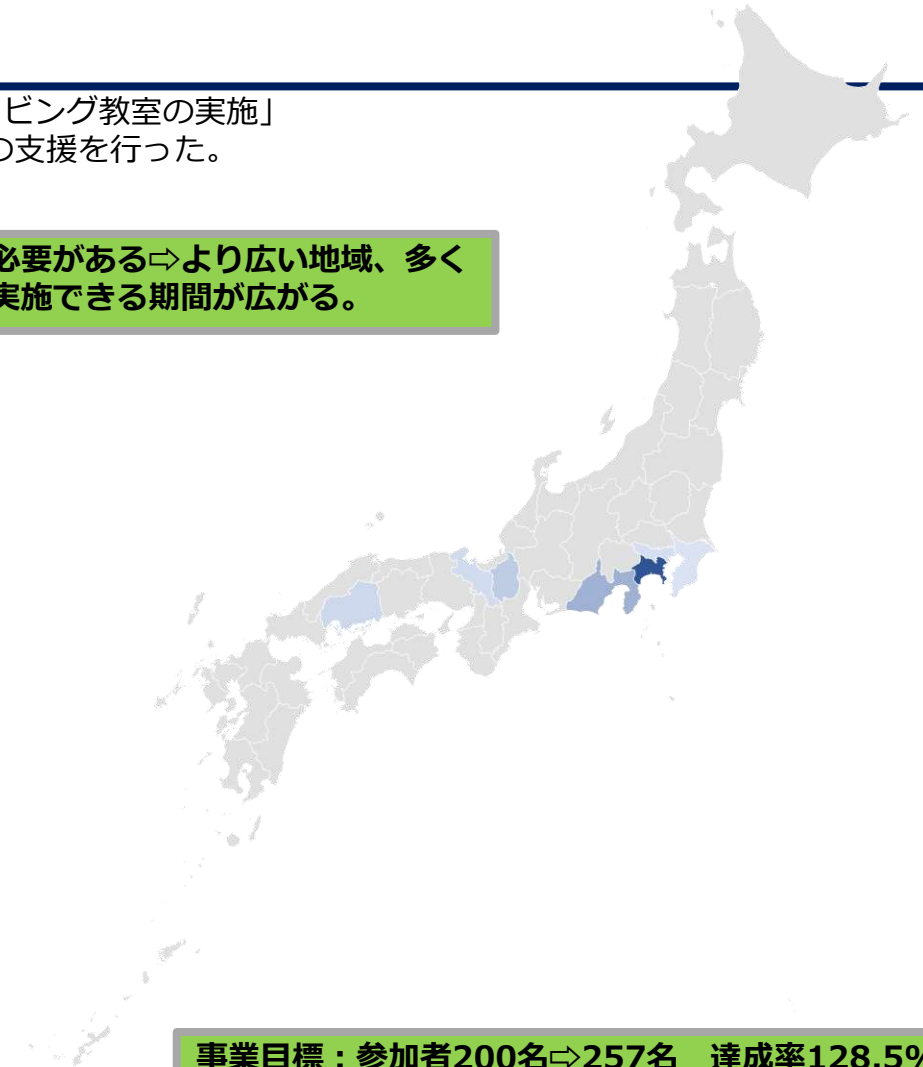 ビング教室の実施」
の支援を行った。
必要がある⇨より広い地域、多く
実施できる期間が広がる。
事業目標：参加者200名⇨257名　達成率128.5%